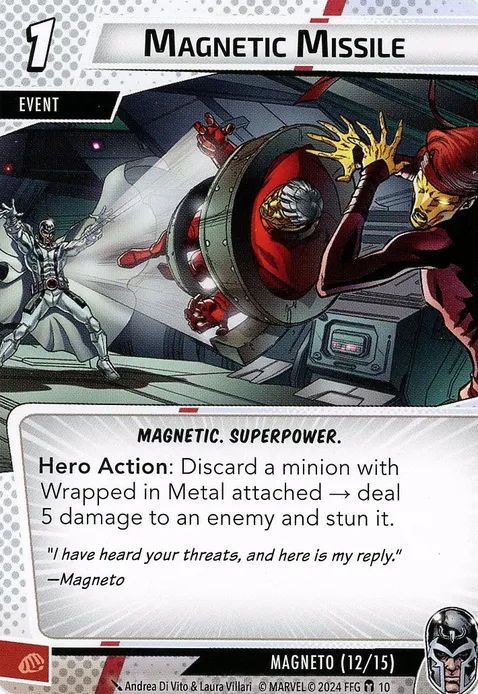 1
MAGNETIC MISSILE
EVENT
MAGNETIC. SUPERPOWER.
Hero Action: Discard a minion with
Wrapped in Metal attached → deal
5 damage to an enemy and stun it.
"I have heard your threats, and here is my reply."
—Magneto
MAGNETO (12/15)
Andrea Di Vito & Laura Villari © MARVEL © 2024 FFG 10